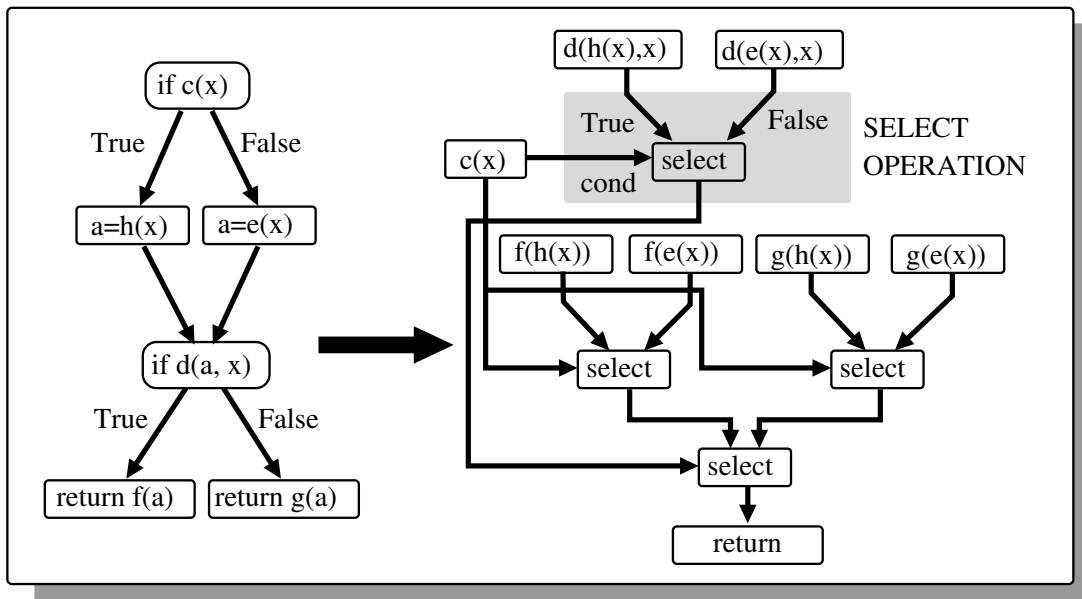 if c(x)
True
False
a=h(x)
a=e(x)
if d(a, x)
True
False
return f(a)
return g(a)
d(h(x),x)
d(e(x),x)
True
False
c(x)
cond
select
SELECT
OPERATION
f(h(x))
f(e(x))
g(h(x))
g(e(x))
select
select
select
return